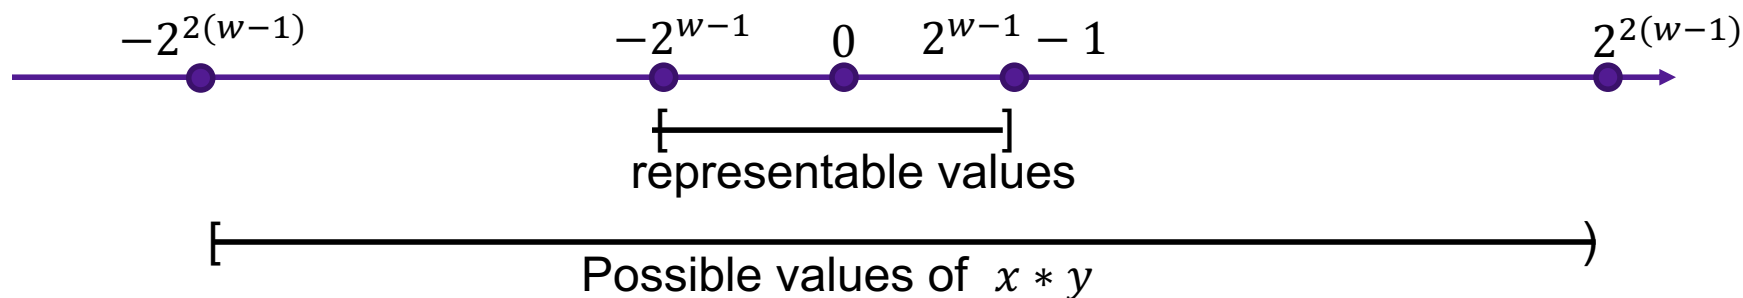 −2^{2(w−1)} −2^{w−1} 0 2^{w−1} − 1 2^{2(w−1)}
[ ]
representable values
[ )
Possible values of x ∗ y